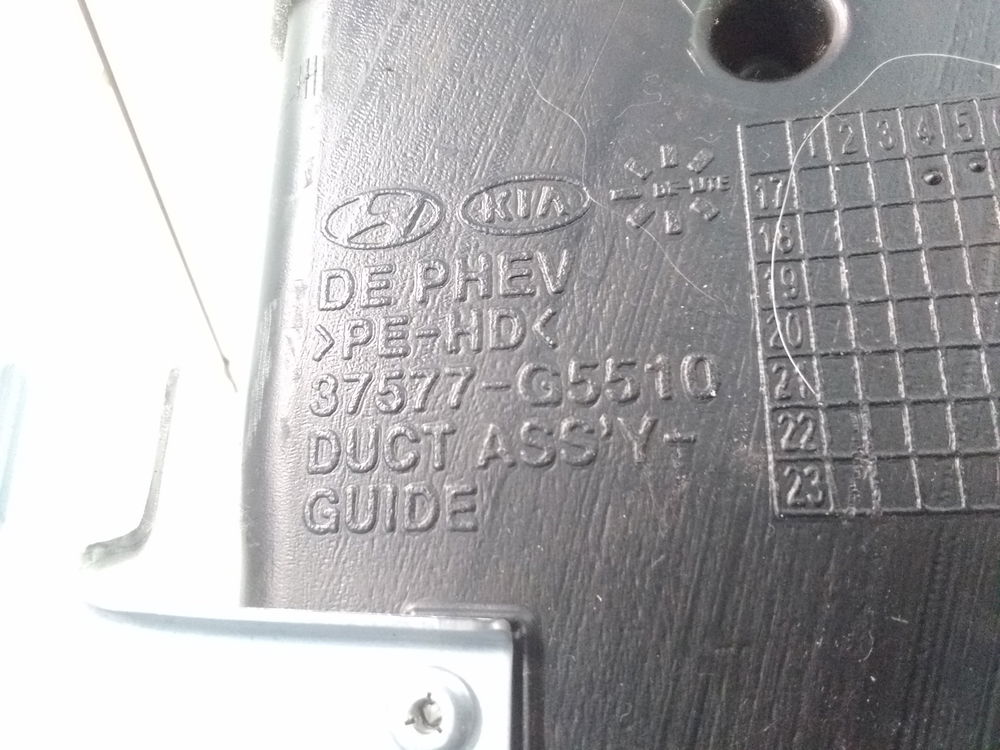 KIA
DE PHEV
>PE-HD<
37577-G5510
DUCT ASS'Y-
GUIDE
1 2 3 4 5
17
18
19
20
21
22
23